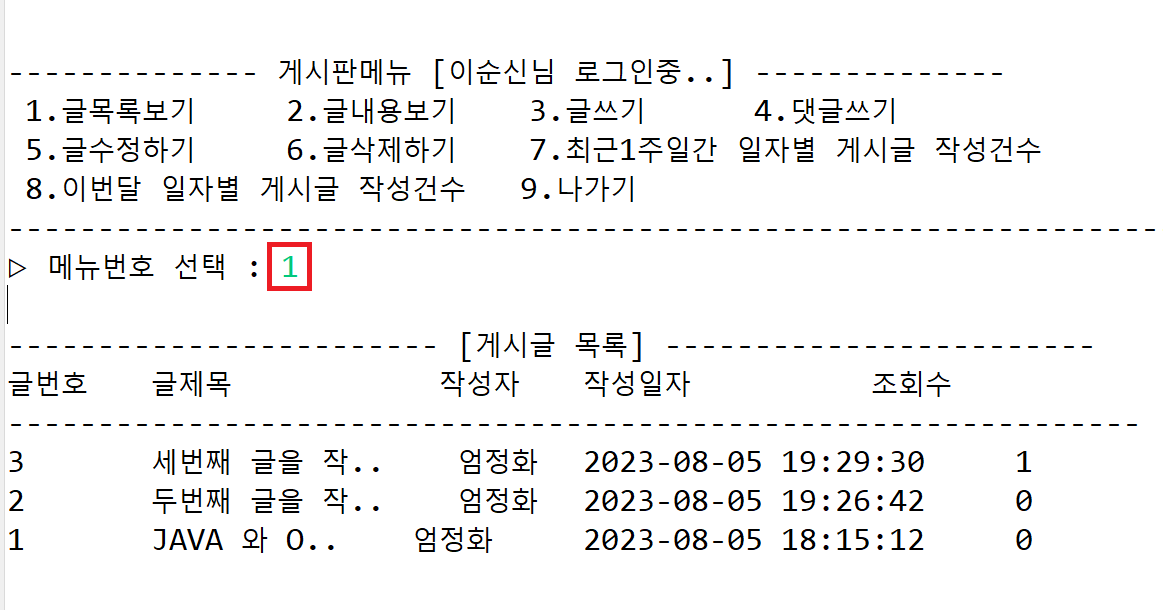 -------------- 게시판메뉴 [이순신님 로그인중..] --------------
1.글목록보기 2.글내용보기 3.글쓰기 4.댓글쓰기
5.글수정하기 6.글삭제하기 7.최근1주일간 일자별 게시글 작성건수
8.이번달 일자별 게시글 작성건수 9.나가기
----------------------------------------------------------------
▷ 메뉴번호 선택 : 1
------------------------ [게시글 목록] ------------------------
글번호 글제목 작성자 작성일자 조회수
---------------------------------------------------------------
3 세번째 글을 작.. 엄정화 2023-08-05 19:29:30 1
2 두번째 글을 작.. 엄정화 2023-08-05 19:26:42 0
1 JAVA 와 O.. 엄정화 2023-08-05 18:15:12 0